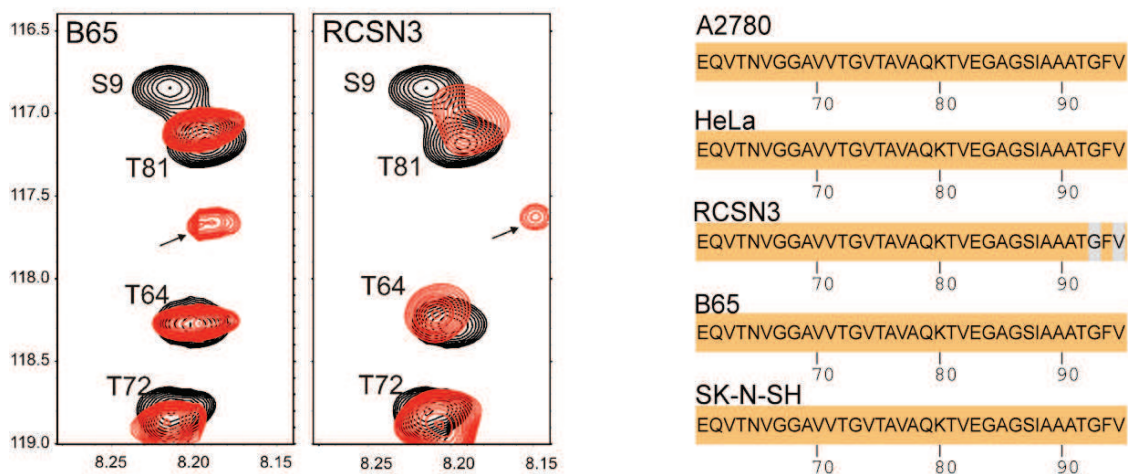 B65
RCSN3
116.5
117.0
117.5
118.0
118.5
119.0
S9
T81
T64
T72
S9
T81
T64
T72
8.25 8.20 8.15
8.25 8.20 8.15
A2780
EQVTNVGGAVVTGVTAVAQKTVEGAGSIAAATGFV
70 80 90
HeLa
EQVTNVGGAVVTGVTAVAQKTVEGAGSIAAATGFV
70 80 90
RCSN3
EQVTNVGGAVVTGVTAVAQKTVEGAGSIAAATGFV
70 80 90
B65
EQVTNVGGAVVTGVTAVAQKTVEGAGSIAAATGFV
70 80 90
SK-N-SH
EQVTNVGGAVVTGVTAVAQKTVEGAGSIAAATGFV
70 80 90